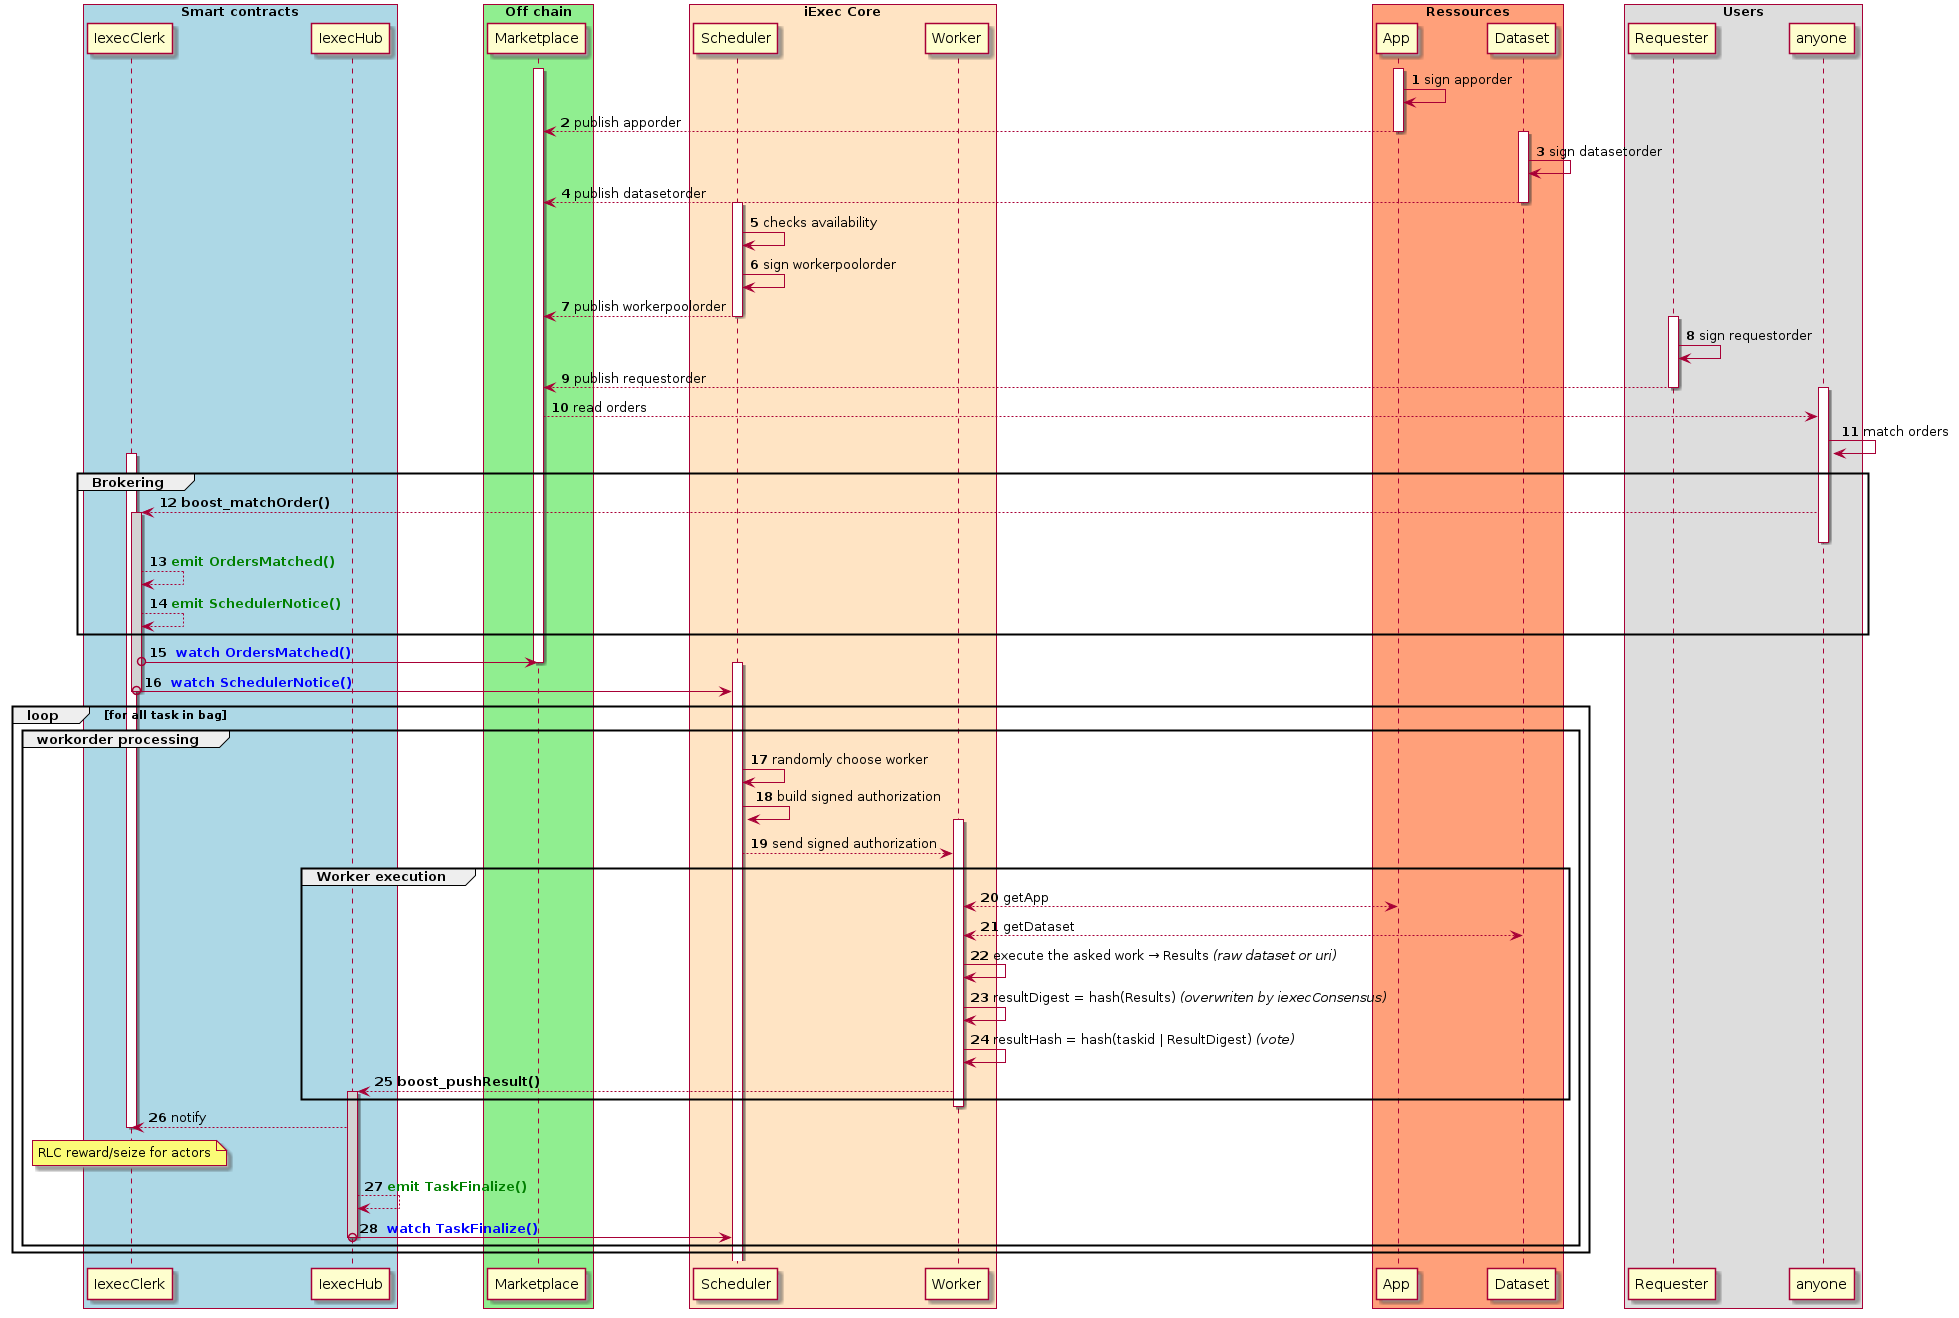 Smart contracts
Off chain
iExec Core
Ressources
Users
IexecClerk
IexecHub
Marketplace
Scheduler
Worker
App
Dataset
Requester
anyone
1 sign apporder
2 publish apporder
3 sign datasetorder
4 publish datasetorder
5 checks availability
6 sign workerpoolorder
7 publish workerpoolorder
8 sign requestorder
9 publish requestorder
10 read orders
11 match orders
Brokering
12 boost_matchOrder()
13 emit OrdersMatched()
14 emit SchedulerNotice()
15 watch OrdersMatched()
16 watch SchedulerNotice()
loop [for all task in bag]
workorder processing
17 randomly choose worker
18 build signed authorization
19 send signed authorization
Worker execution
20 getApp
21 getDataset
22 execute the asked work → Results (raw dataset or uri)
23 resultDigest = hash(Results) (overwriten by iexecConsensus)
24 resultHash = hash(taskid | ResultDigest) (vote)
25 boost_pushResult()
26 notify
RLC reward/seize for actors
27 emit TaskFinalize()
28 watch TaskFinalize()
IexecClerk
IexecHub
Marketplace
Scheduler
Worker
App
Dataset
Requester
anyone